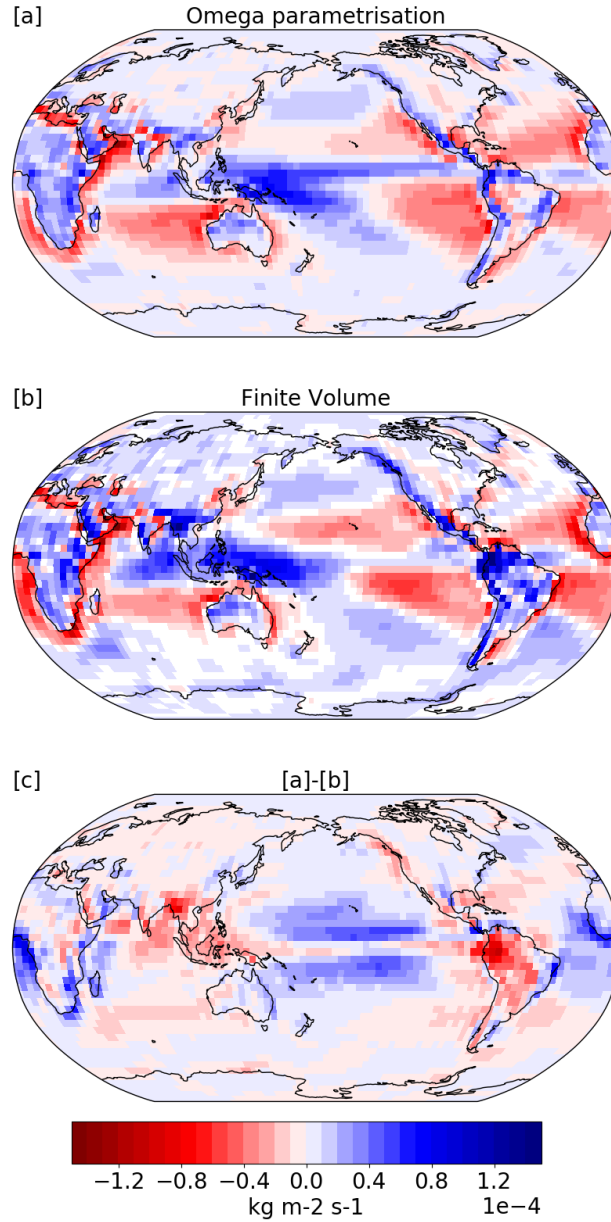 [a]
Omega parametrisation
[b]
Finite Volume
[c]
[a]-[b]
−1.2 −0.8 −0.4 0.0 0.4 0.8 1.2
kg m-2 s-1
1e−4